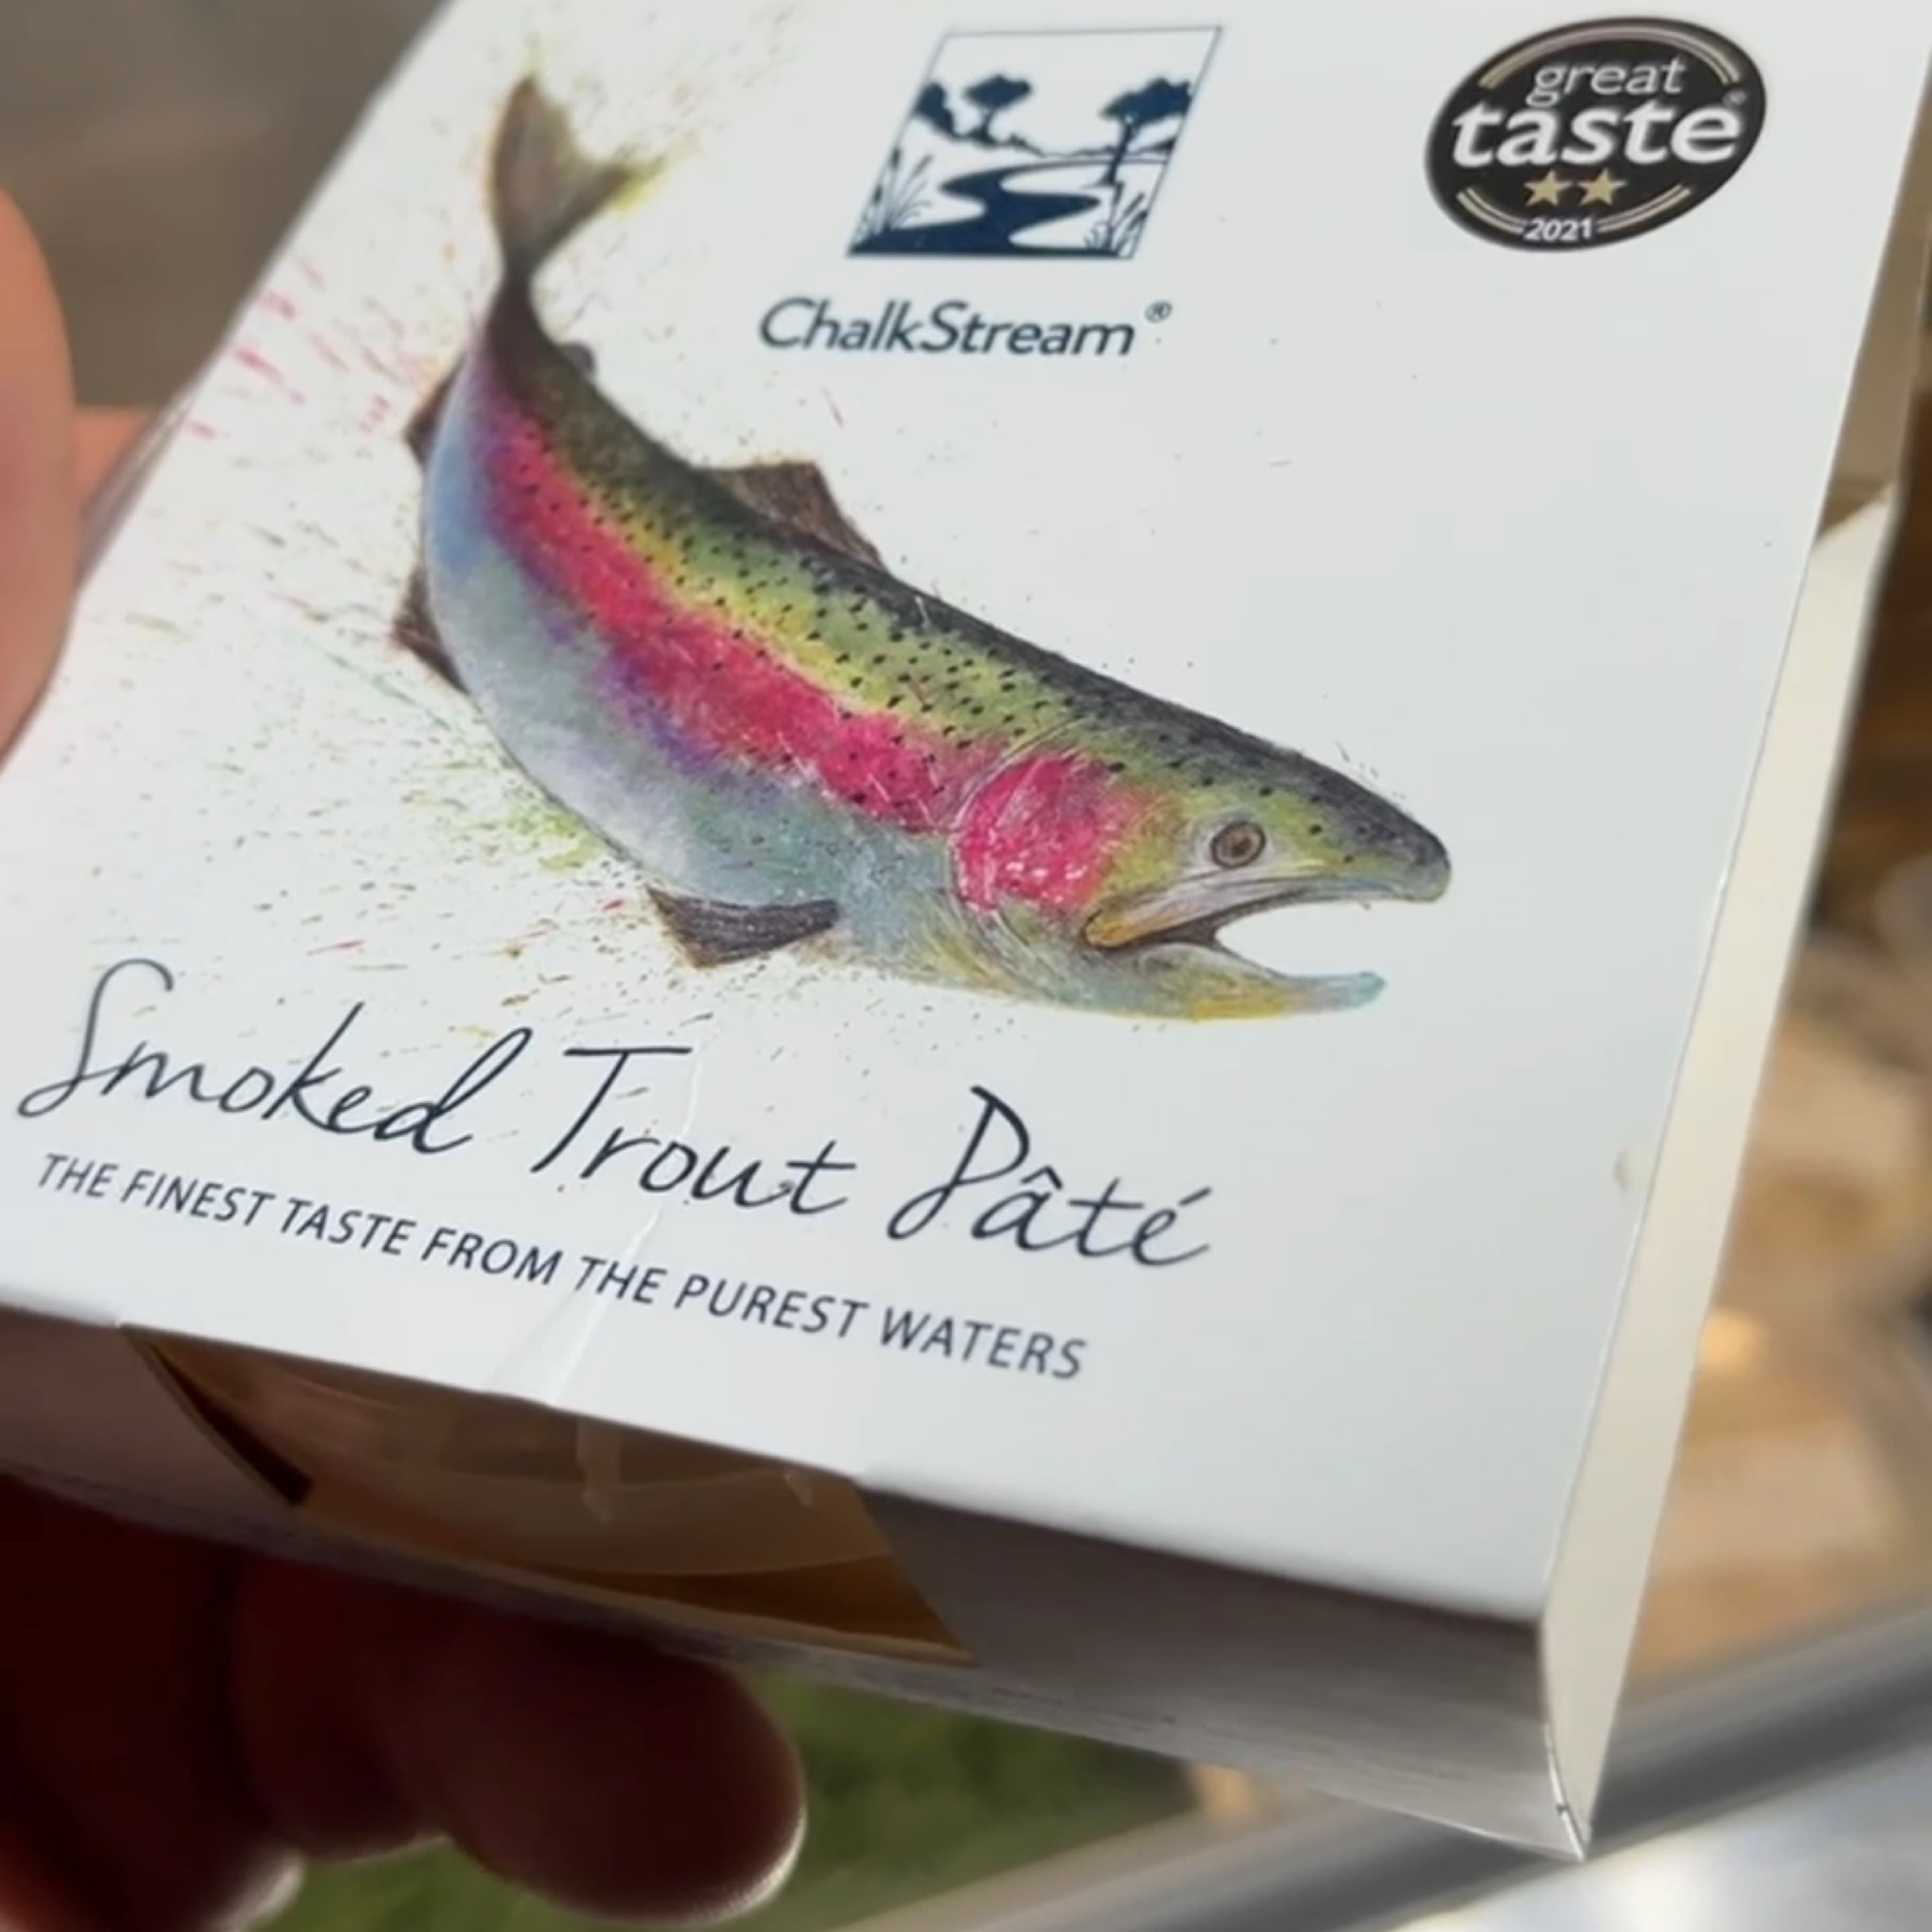 great
taste®
2021
ChalkStream®
Smoked Trout Pâté
THE FINEST TASTE FROM THE PUREST WATERS